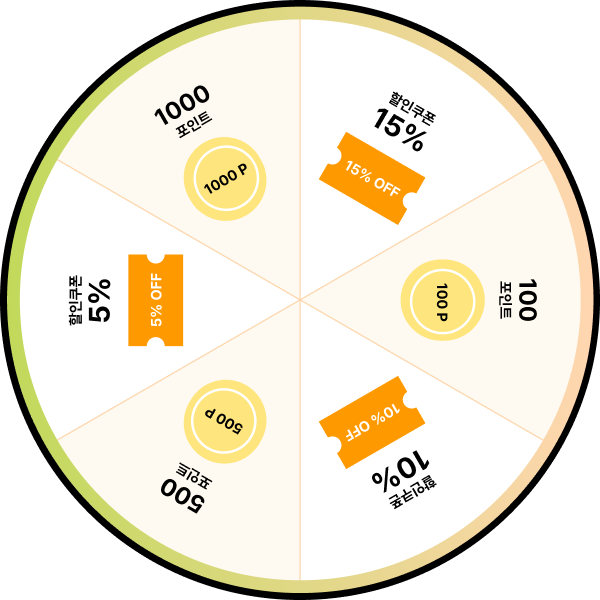 할인쿠폰
15%
15% OFF
100
포인트
100 P
할인쿠폰
10%
10% OFF
500
포인트
500 P
할인쿠폰
5%
5% OFF
1000
포인트
1000 P